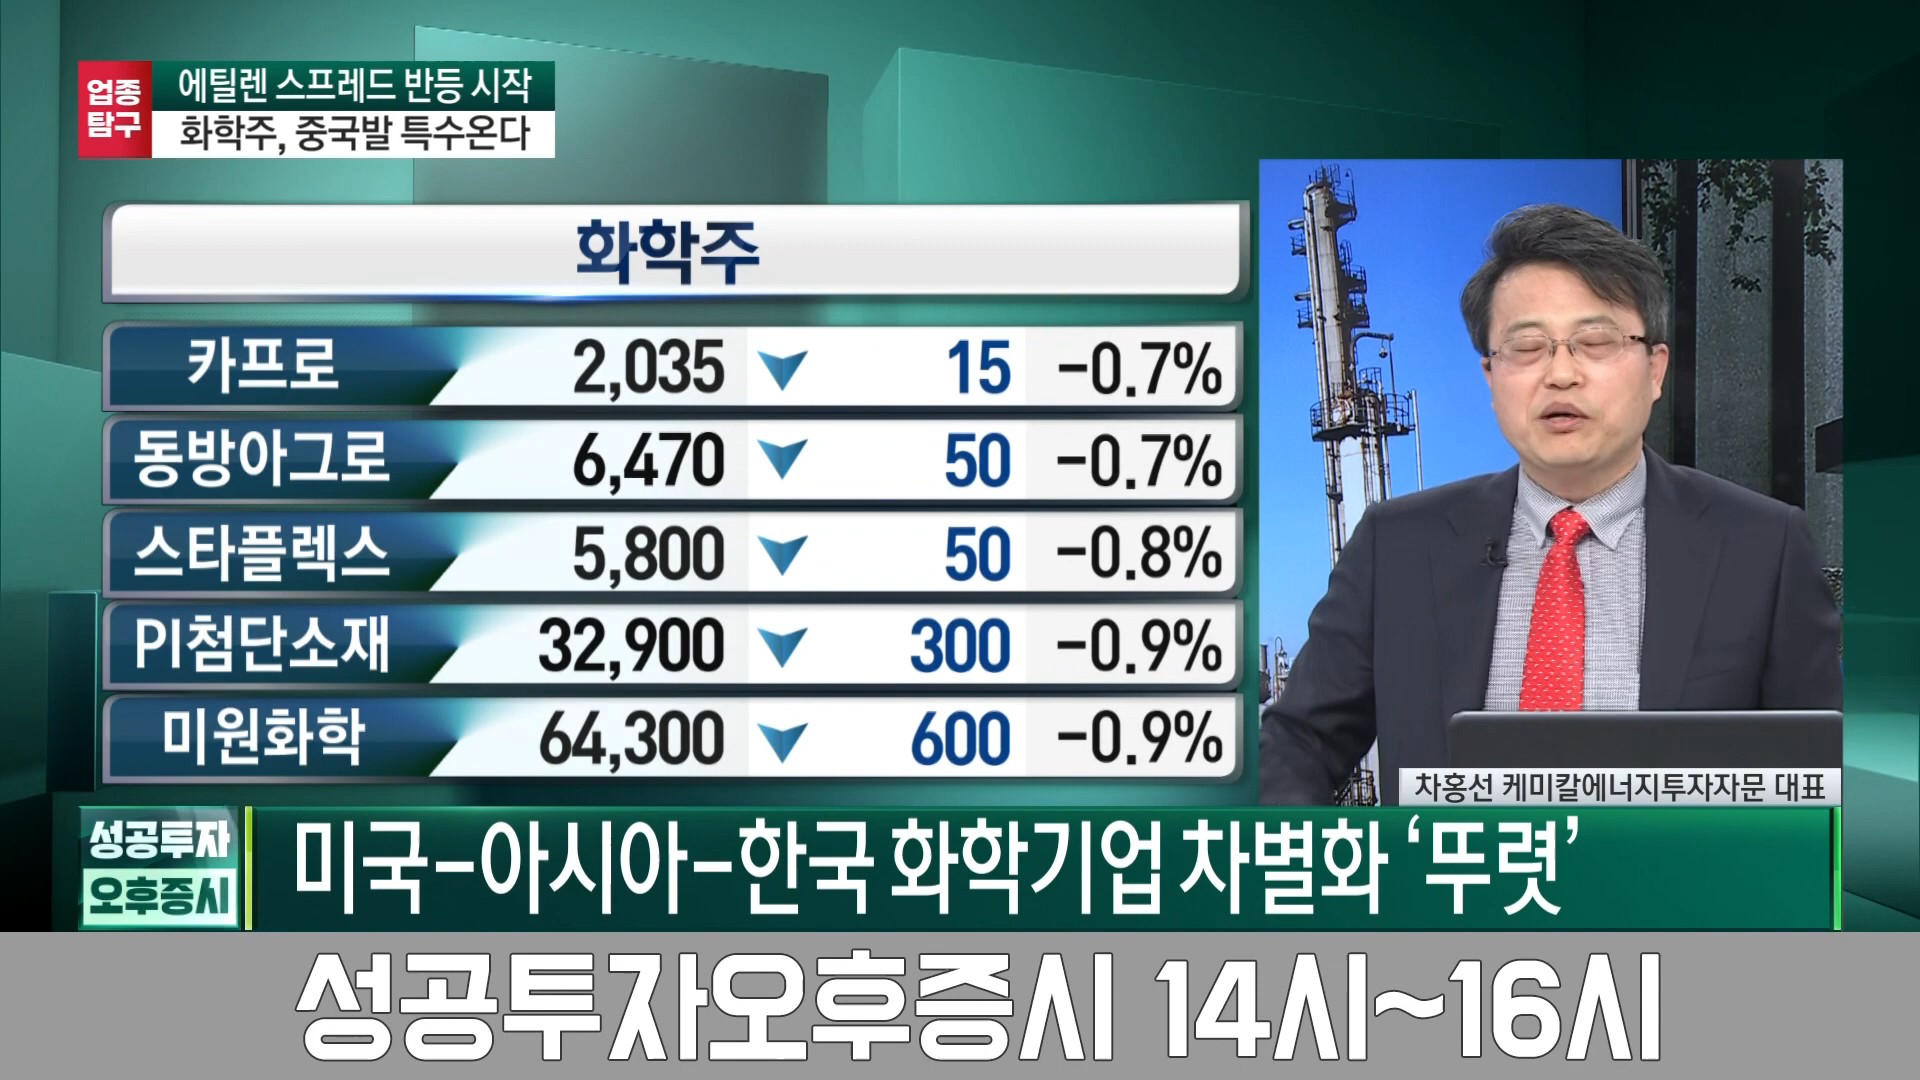 업종
탐구
에틸렌 스프레드 반등 시작
화학주, 중국발 특수온다
화학주
카프로 2,035 ▼ 15 -0.7%
동방아그로 6,470 ▼ 50 -0.7%
스타플렉스 5,800 ▼ 50 -0.8%
PI첨단소재 32,900 ▼ 300 -0.9%
미원화학 64,300 ▼ 600 -0.9%
차홍선 케미칼에너지투자자문 대표
성공투자
오후증시
미국-아시아-한국 화학기업 차별화 ‘뚜렷’
성공투자오후증시 14시~16시